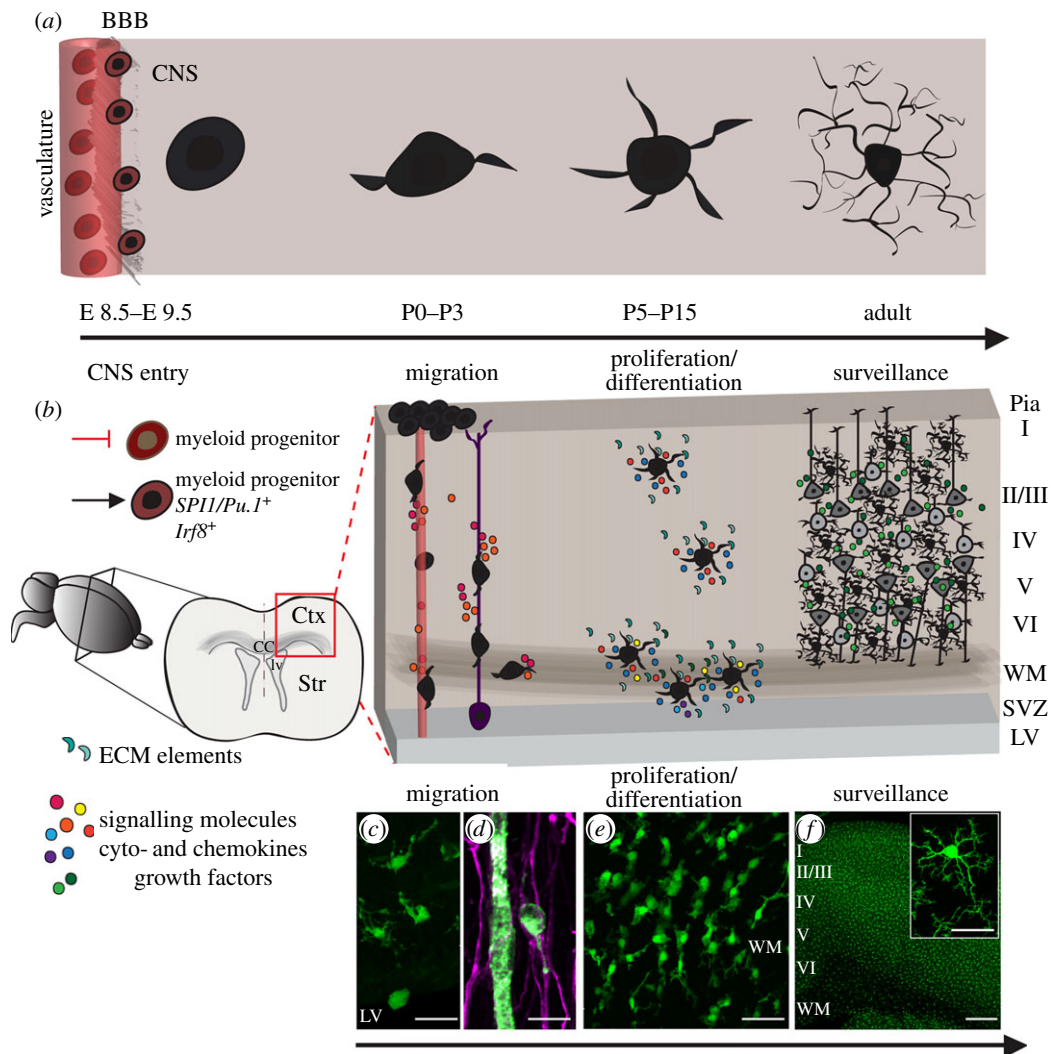 (a)
BBB
CNS
vasculature
E 8.5–E 9.5
P0–P3
P5–P15
adult
CNS entry
migration
proliferation/
differentiation
surveillance
(b)
myeloid progenitor
myeloid progenitor
SPI1/Pu.1+
Irf8+
Ctx
CC
lv
Str
Pia
I
II/III
IV
V
VI
WM
SVZ
LV
ECM elements
signalling molecules
cyto- and chemokines
growth factors
migration
proliferation/
differentiation
surveillance
(c)
LV
(d)
(e)
WM
(f)
I
II/III
IV
V
VI
WM